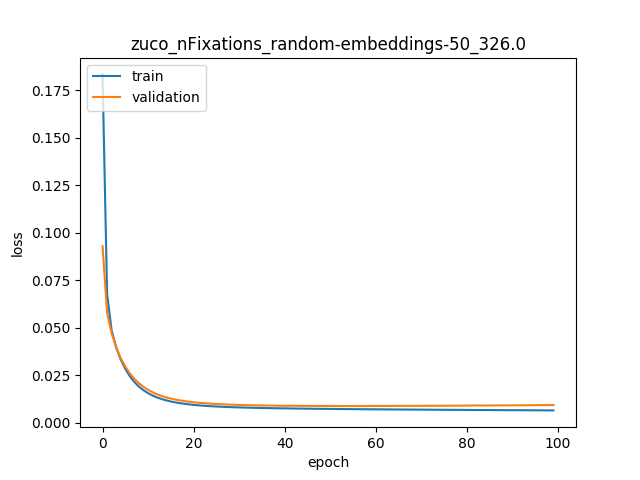 zuco_nFixations_random-embeddings-50_326.0
train
validation
0.175
0.150
0.125
0.100
0.075
0.050
0.025
0.000
loss
0 20 40 60 80 100
epoch